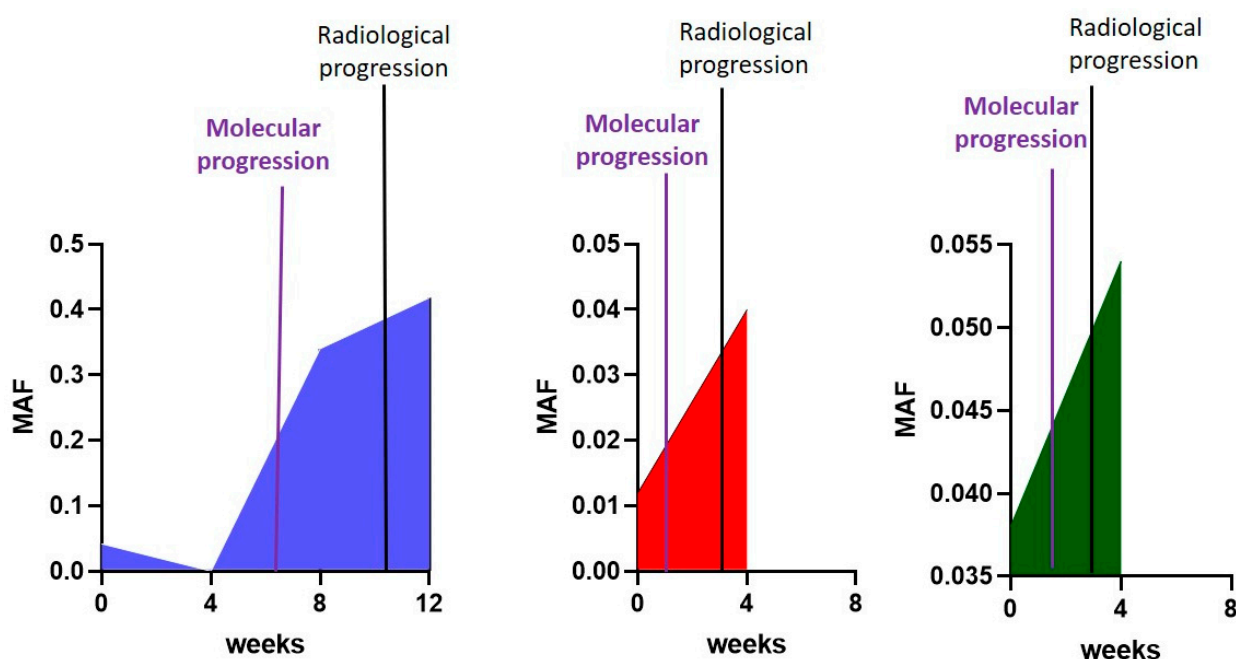 Radiological
progression
Molecular
progression
0.5
0.4
0.3
0.2
0.1
0.0
MAF
0 4 8 12
weeks
Radiological
progression
Molecular
progression
0.05
0.04
0.03
0.02
0.01
0.00
MAF
0 4 8
weeks
Radiological
progression
Molecular
progression
0.055
0.050
0.045
0.040
0.035
MAF
0 4 8
weeks